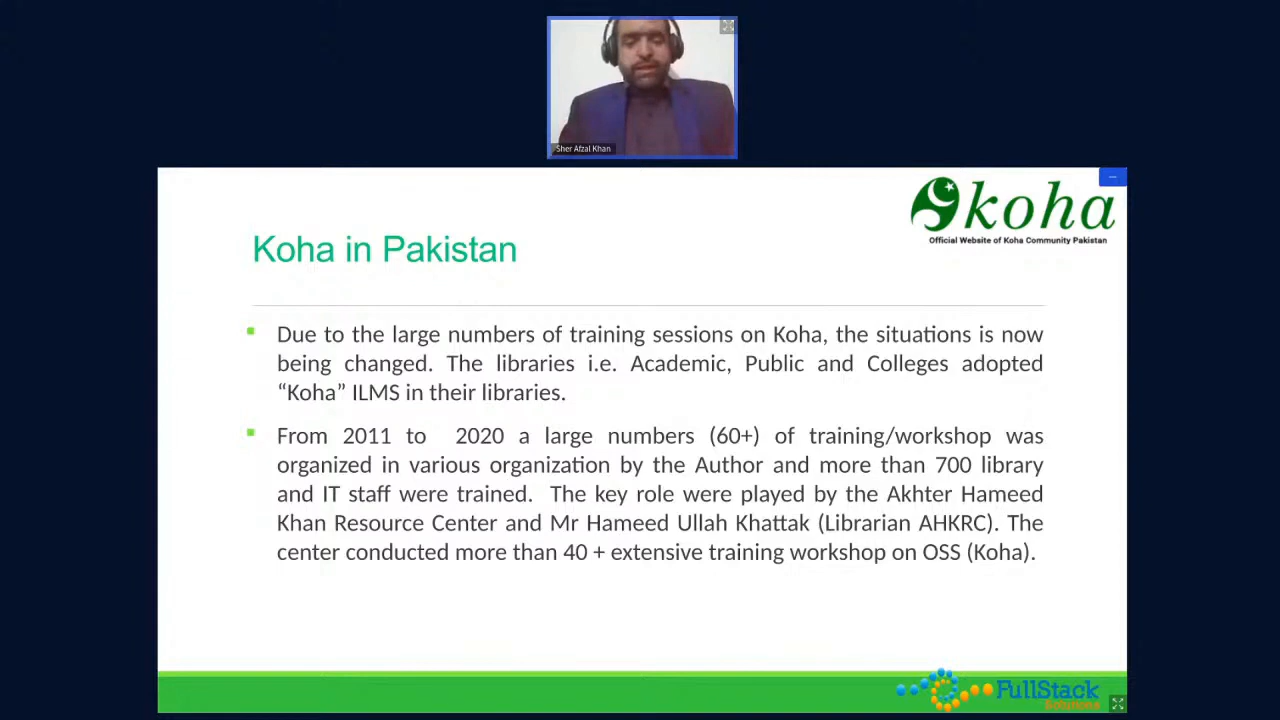 Sher Afzal Khan
koha
Official Website of Koha Community Pakistan
Koha in Pakistan
Due to the large numbers of training sessions on Koha, the situations is now
being changed. The libraries i.e. Academic, Public and Colleges adopted
“Koha” ILMS in their libraries.
From 2011 to 2020 a large numbers (60+) of training/workshop was
organized in various organization by the Author and more than 700 library
and IT staff were trained. The key role were played by the Akhter Hameed
Khan Resource Center and Mr Hameed Ullah Khattak (Librarian AHKRC). The
center conducted more than 40 + extensive training workshop on OSS (Koha).
FullStack
Solutions